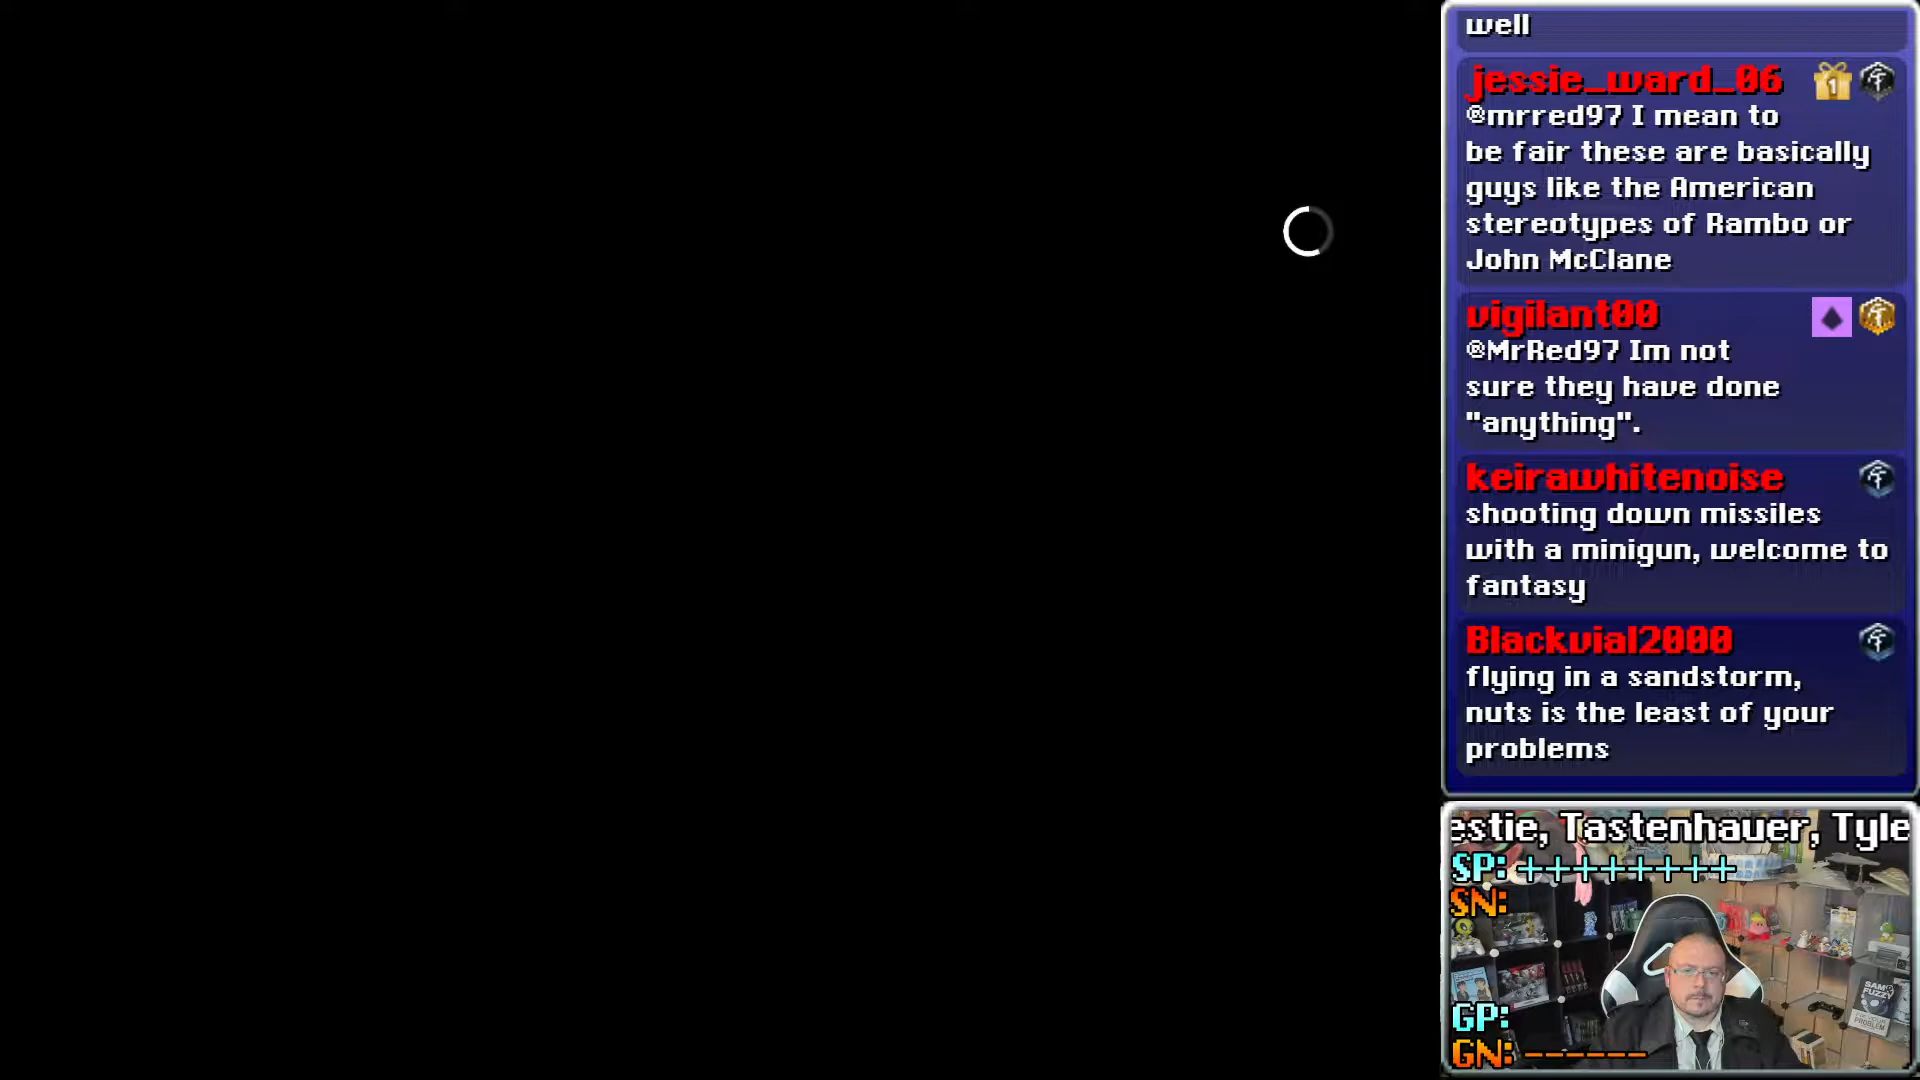 well
jessie_ward_06
@mrred97 I mean to
be fair these are basically
guys like the American
stereotypes of Rambo or
John McClane
vigilant00
@MrRed97 Im not
sure they have done
"anything".
keirawhitenoise
shooting down missiles
with a minigun, welcome to
fantasy
Blackvial2000
flying in a sandstorm,
nuts is the least of your
problems
estie, Tastenhauer, Tyle
SP: ++++++++
SN:
GP:
GN: ------
SAM
FUZZY